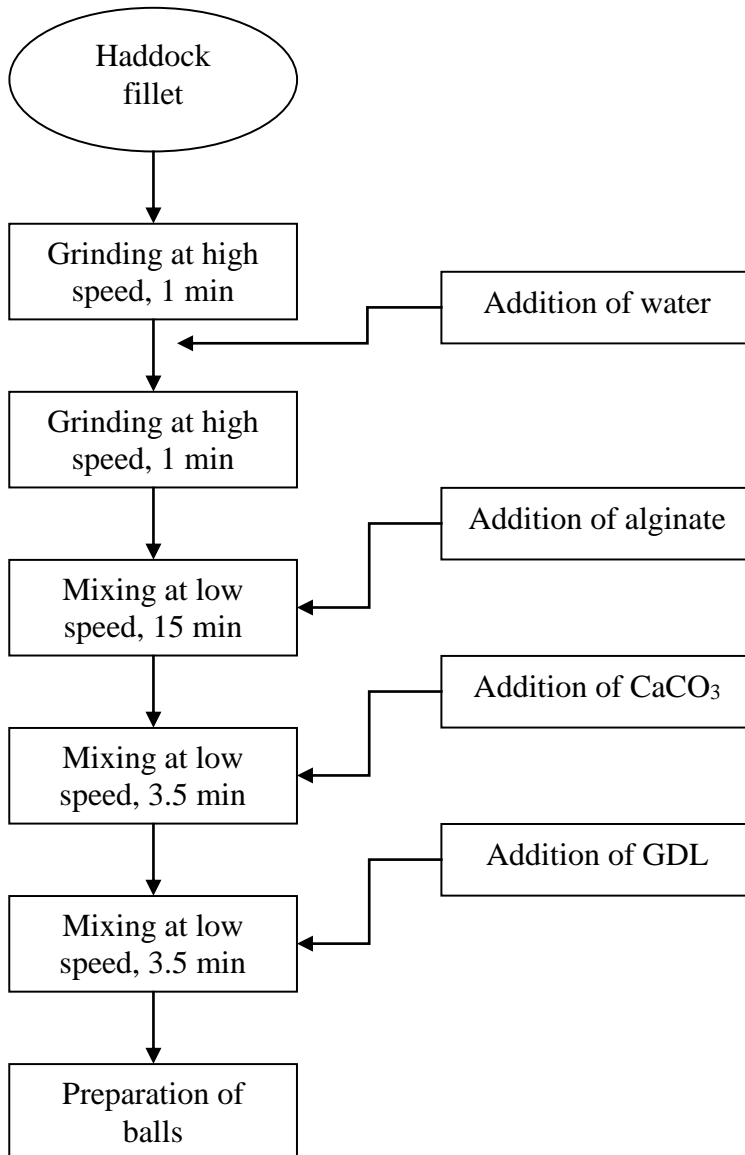 Haddock
fillet
Grinding at high
speed, 1 min
Addition of water
Grinding at high
speed, 1 min
Addition of alginate
Mixing at low
speed, 15 min
Addition of CaCO₃
Mixing at low
speed, 3.5 min
Addition of GDL
Mixing at low
speed, 3.5 min
Preparation of
balls